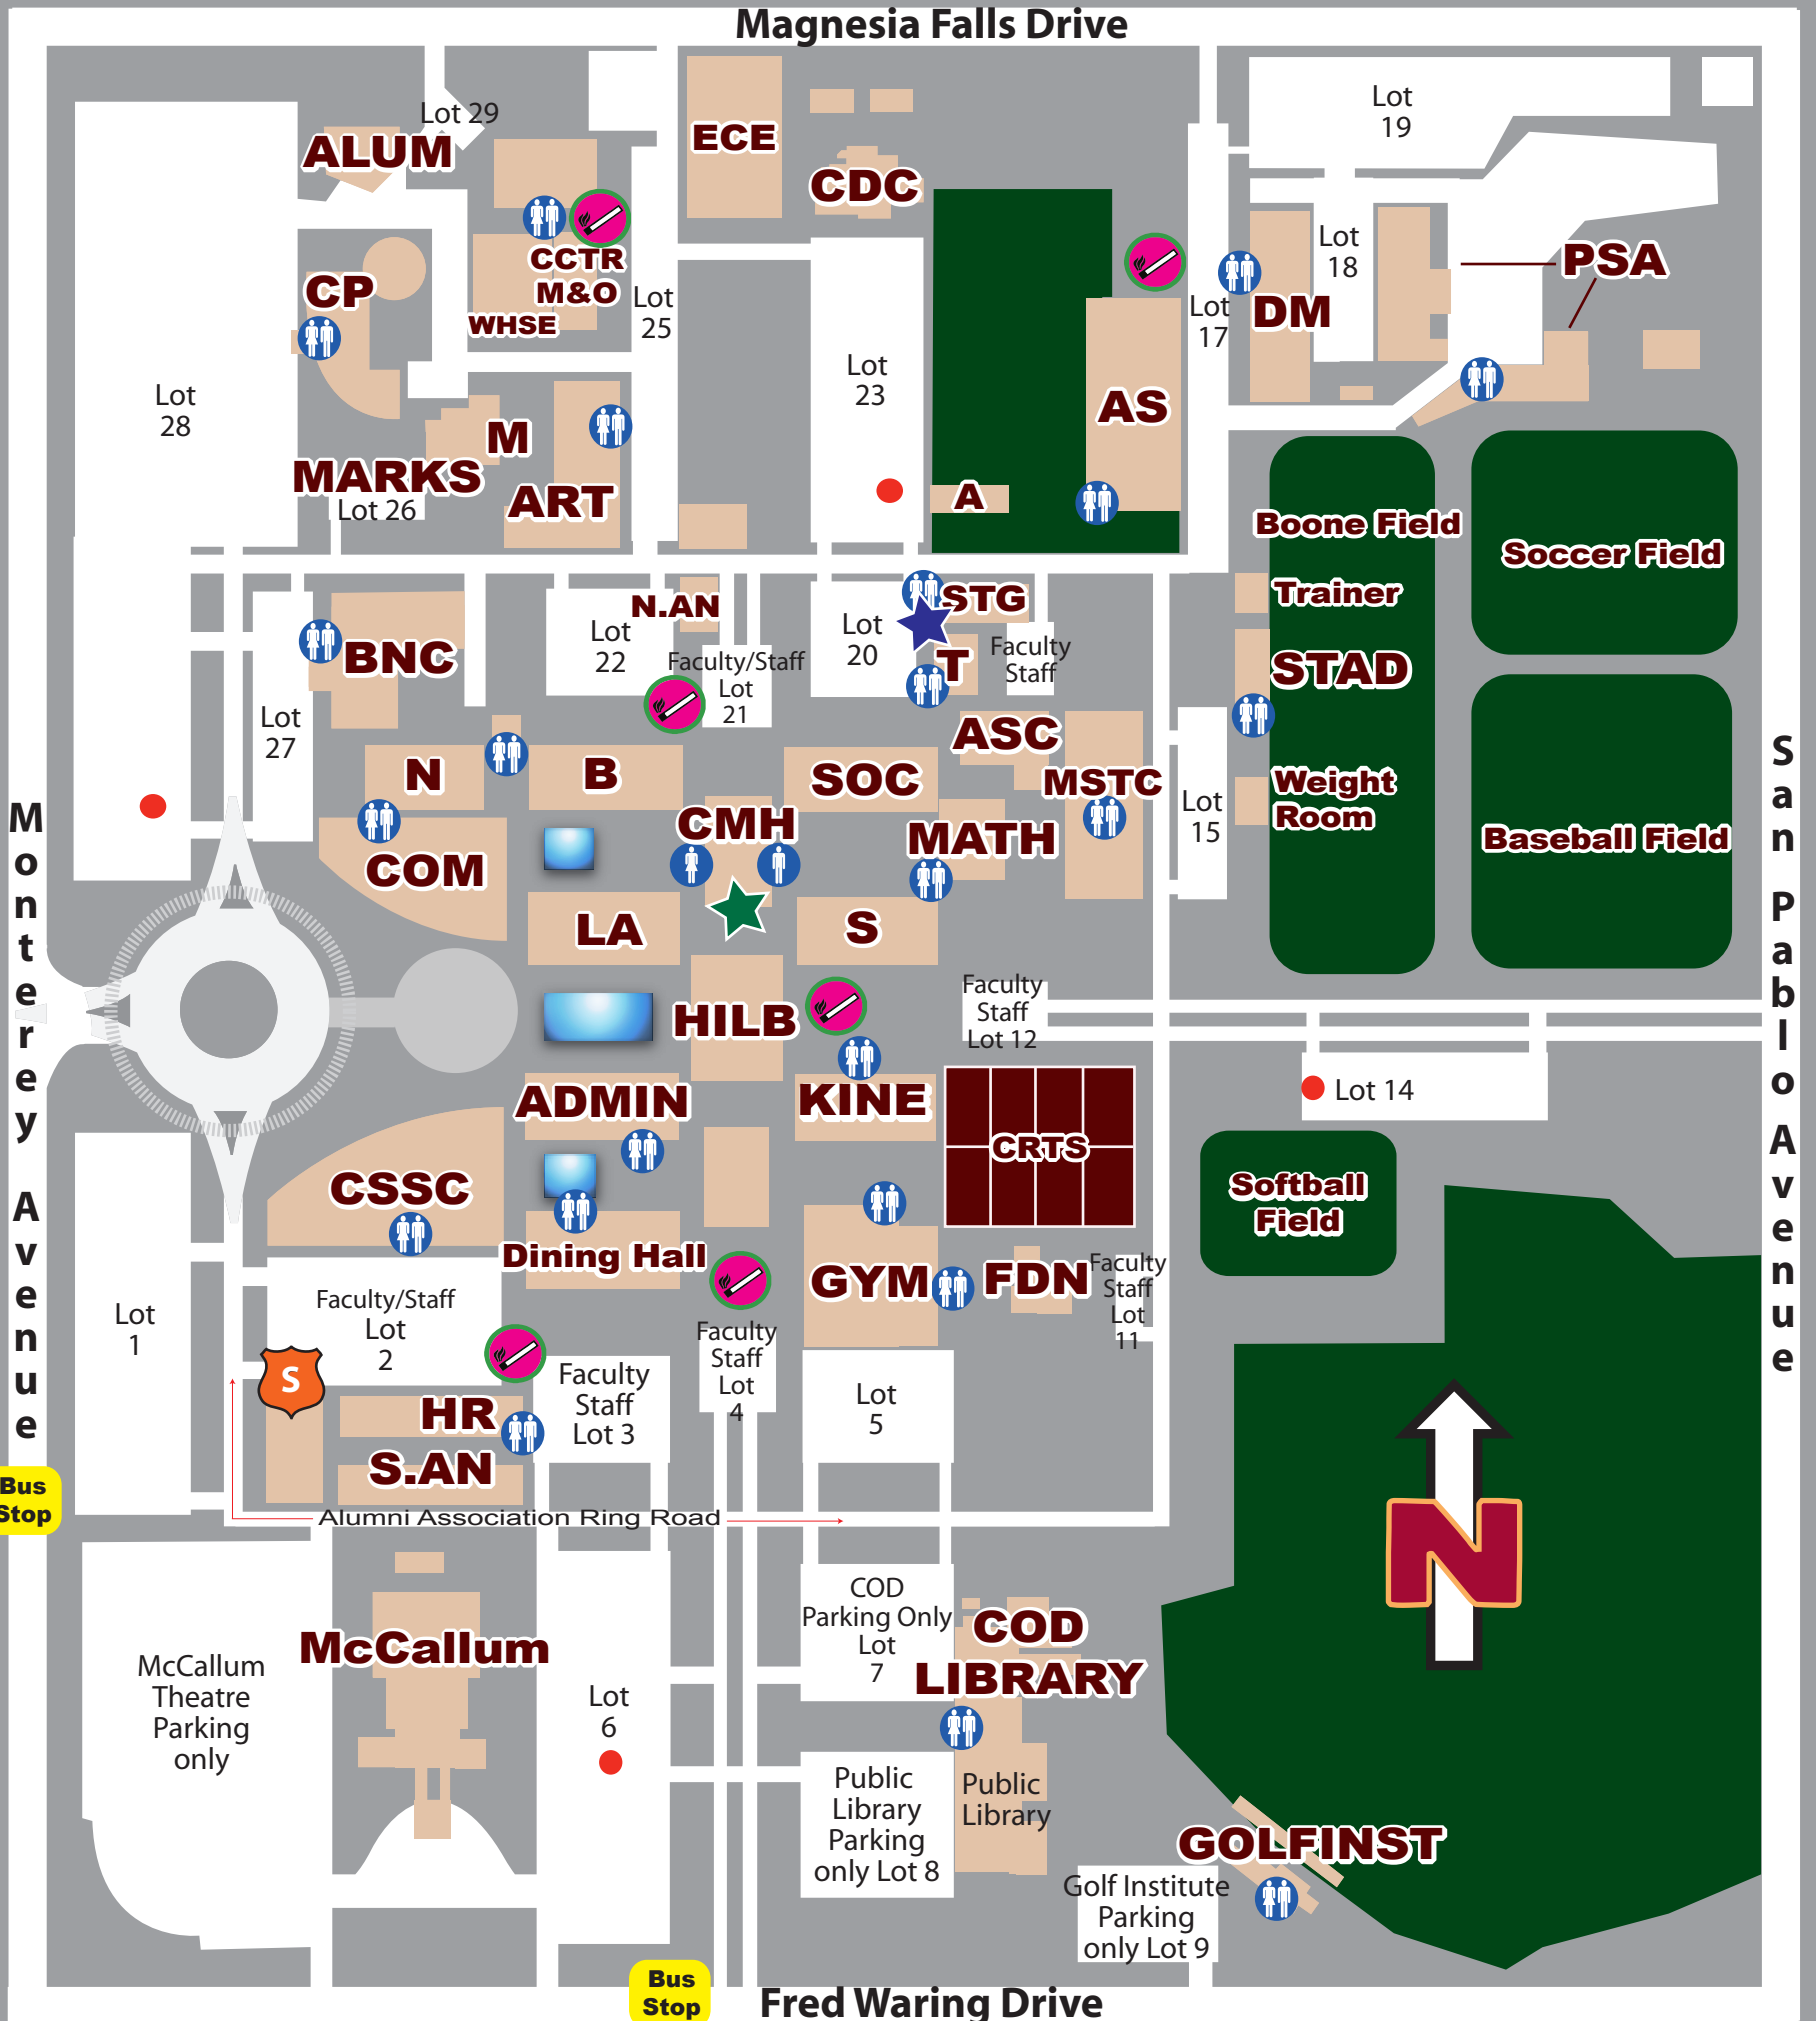 Magnesia Falls Drive
Lot 29
ALUM
ECE
CDC
Lot
19
CCTR
M&O
WHSE
CP
Lot
25
Lot
17
DM
Lot
18
PSA
Lot
28
Lot
23
AS
M
MARKS
Lot 26
ART
A
Boone Field
Soccer Field
Trainer
STAD
Weight
Room
Baseball Field
N.AN
Lot
22
Faculty/Staff
Lot
21
Lot
20
STG
T
Faculty
Staff
BNC
Lot
27
N
B
SOC
ASC
MSTC
MATH
Lot
15
CMH
COM
LA
S
HILB
Faculty
Staff
Lot 12
Lot 14
ADMIN
KINE
CRTS
CSSC
Dining Hall
Softball
Field
GYM
FDN
Faculty
Staff
Lot
11
Lot
1
Faculty/Staff
Lot
2
S
Faculty
Staff
Lot 3
Faculty
Staff
Lot
4
Lot
5
HR
S.AN
Bus
Stop
Alumni Association Ring Road
N
McCallum
Theatre
Parking
only
McCallum
Lot
6
COD
Parking Only
Lot
7
COD
LIBRARY
Public
Library
Parking
only Lot 8
Public
Library
GOLFINST
Golf Institute
Parking
only Lot 9
Bus
Stop
Fred Waring Drive
Monterey Avenue
San Pablo Avenue